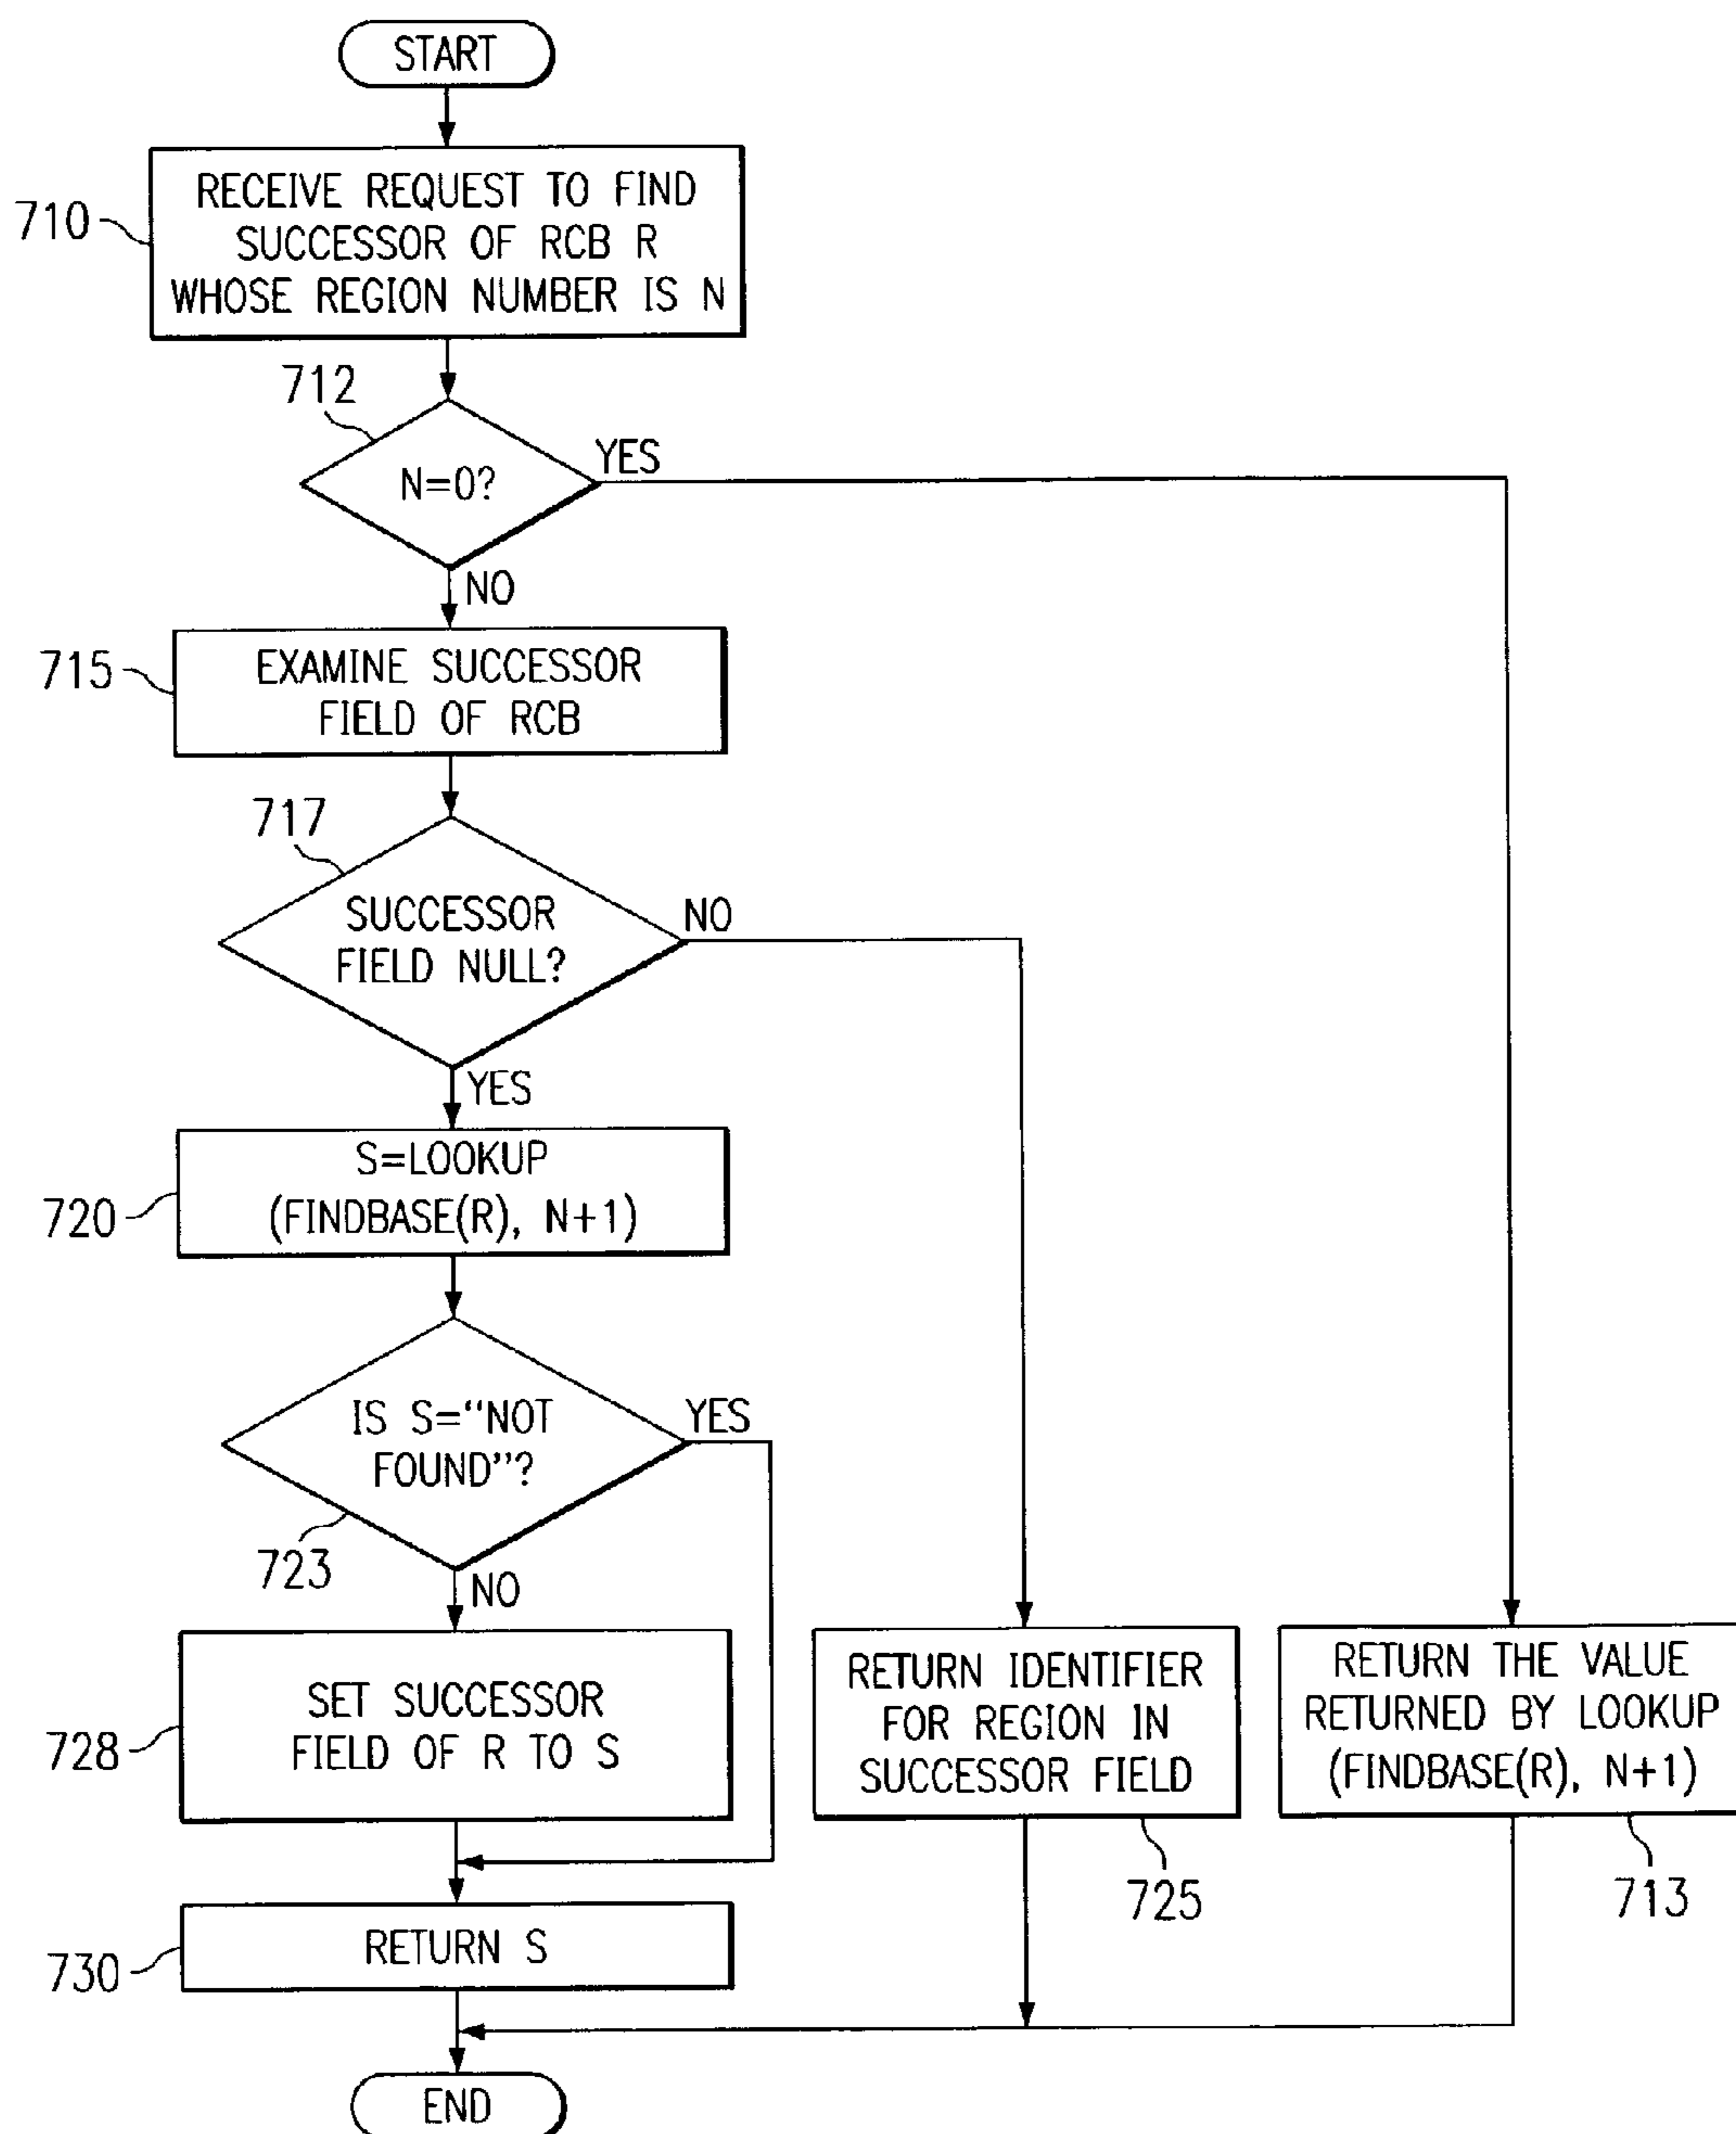 START
RECEIVE REQUEST TO FIND
SUCCESSOR OF RCB R
WHOSE REGION NUMBER IS N
710
712
N=0?
YES
NO
EXAMINE SUCCESSOR
FIELD OF RCB
715
717
SUCCESSOR
FIELD NULL?
NO
YES
S=LOOKUP
(FINDBASE(R), N+1)
720
IS S="NOT
FOUND"?
YES
723
NO
SET SUCCESSOR
FIELD OF R TO S
728
RETURN IDENTIFIER
FOR REGION IN
SUCCESSOR FIELD
725
RETURN THE VALUE
RETURNED BY LOOKUP
(FINDBASE(R), N+1)
713
RETURN S
730
END